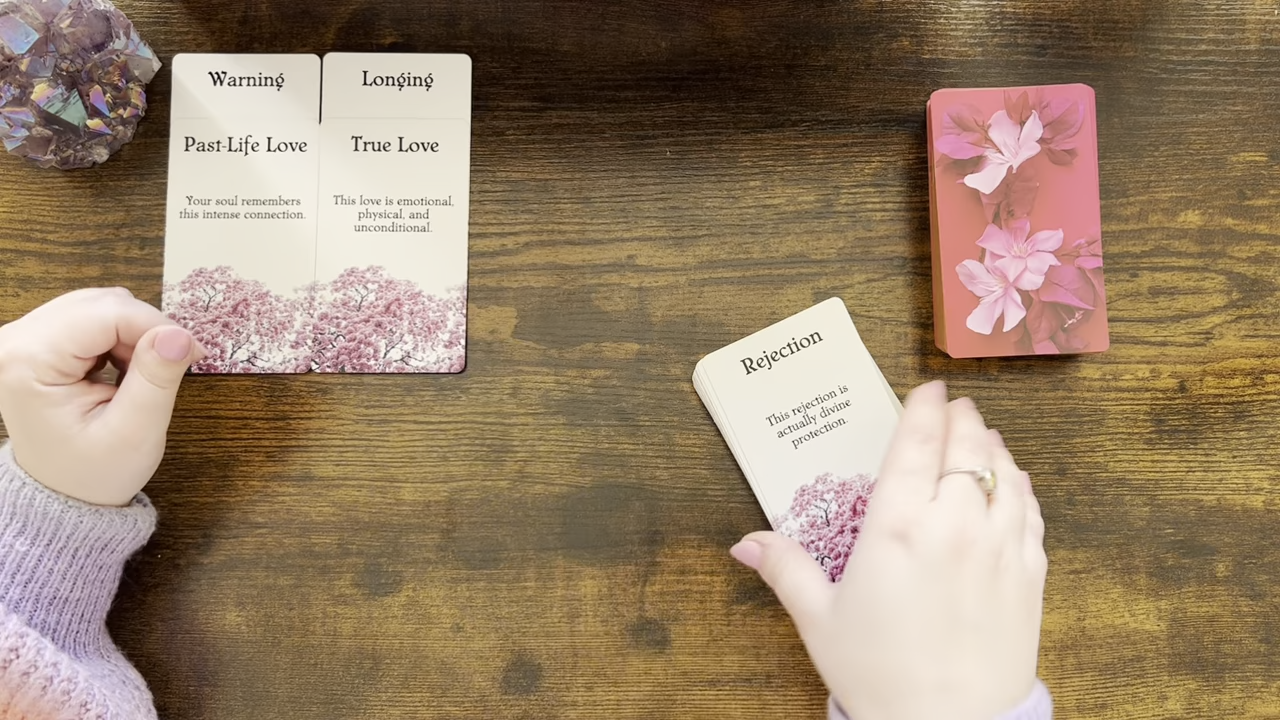 Warning
Past-Life Love
Your soul remembers
this intense connection.
Longing
True Love
This love is emotional,
physical, and
unconditional.
Rejection
This rejection is
actually divine
protection.